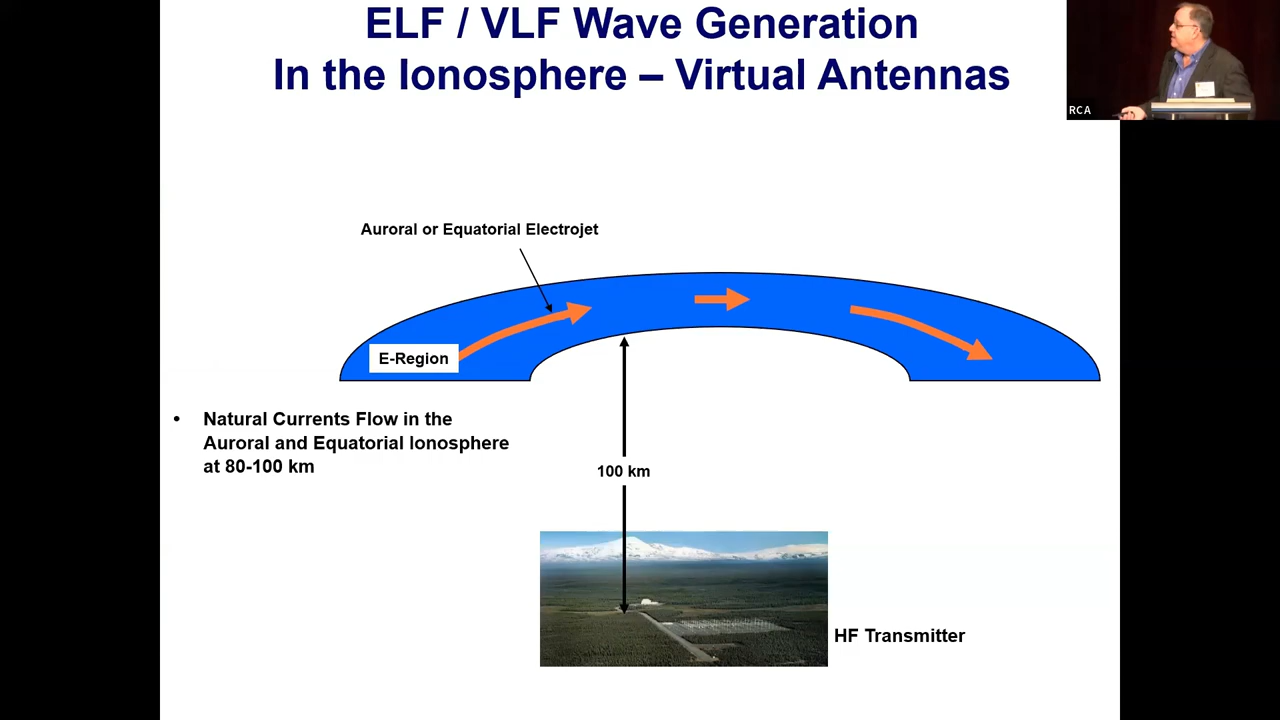 ELF / VLF Wave Generation
In the Ionosphere – Virtual Antennas
RCA
Auroral or Equatorial Electrojet
E-Region
• Natural Currents Flow in the
Auroral and Equatorial Ionosphere
at 80-100 km
100 km
HF Transmitter